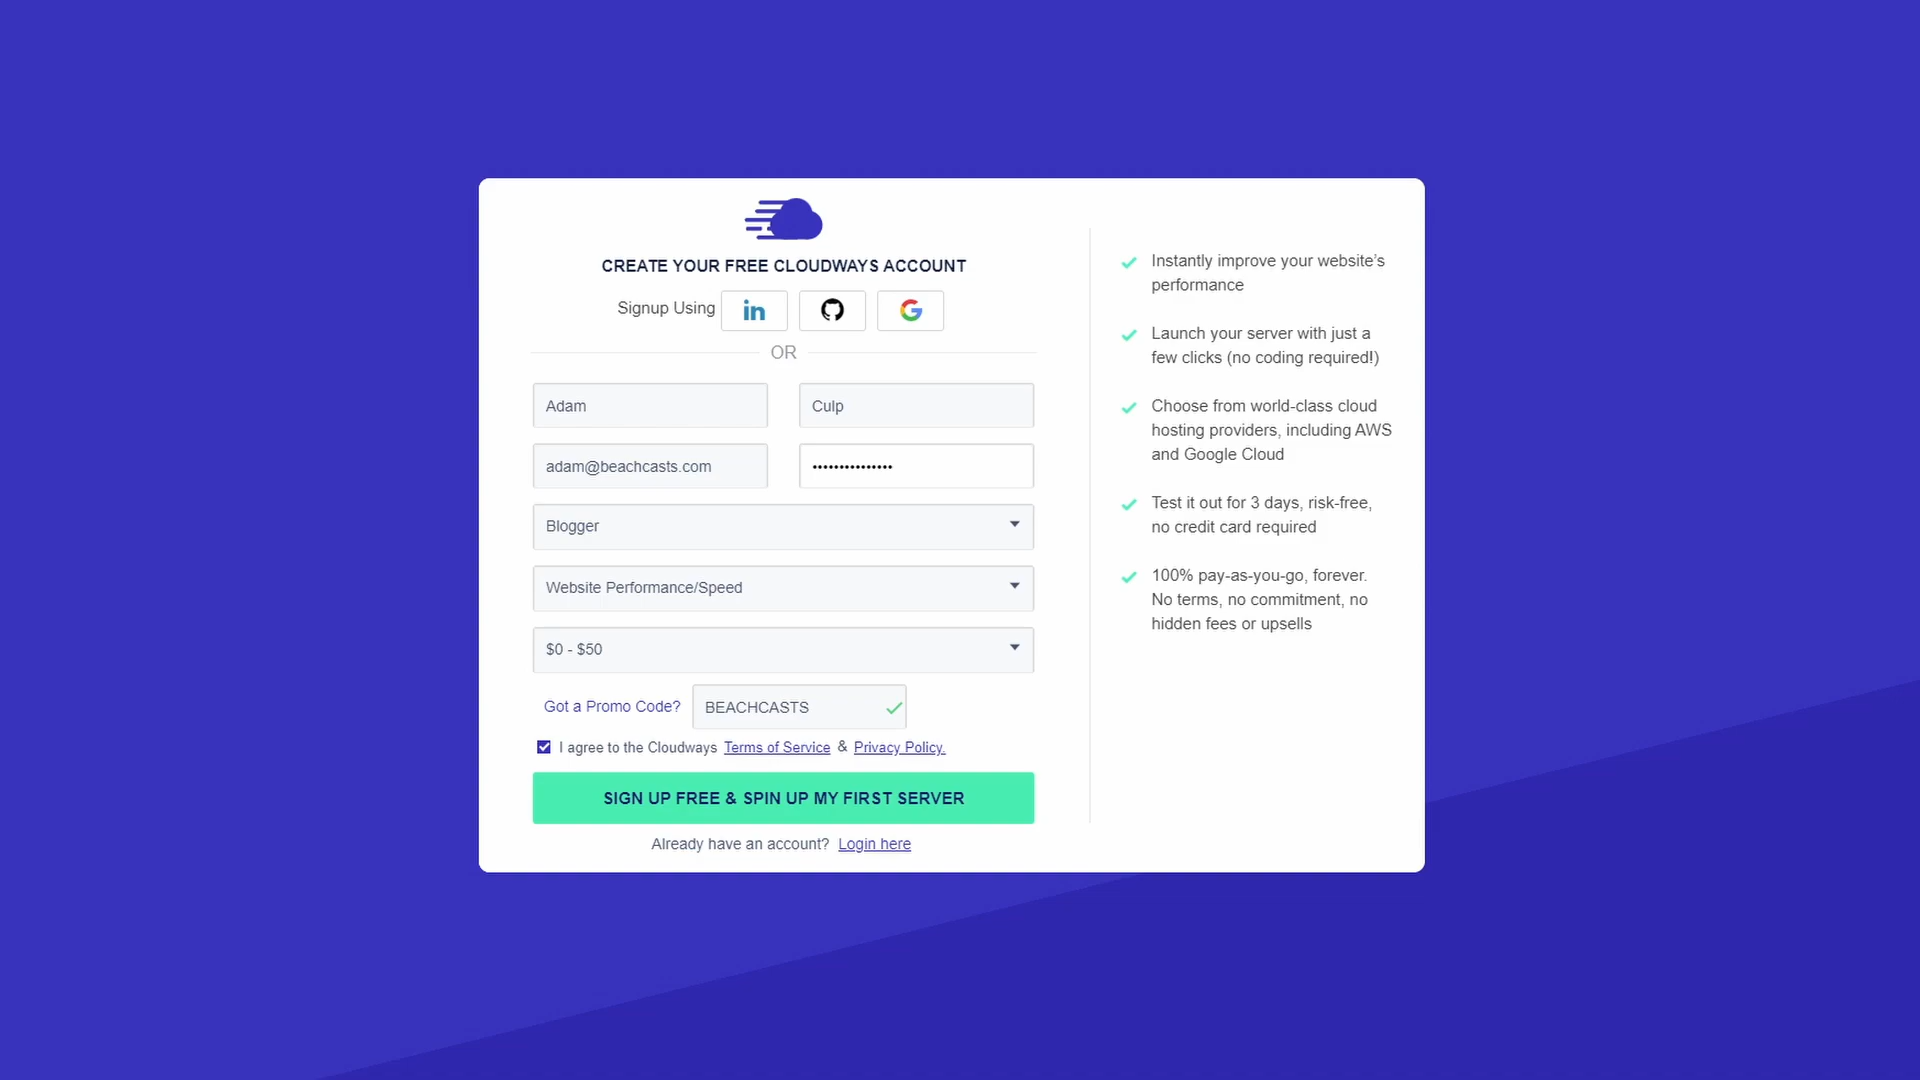 CREATE YOUR FREE CLOUDWAYS ACCOUNT
Signup Using
OR
Adam
Culp
adam@beachcasts.com
•••••••••••••••
Blogger
Website Performance/Speed
$0 - $50
Got a Promo Code?
BEACHCASTS
I agree to the Cloudways Terms of Service & Privacy Policy.
SIGN UP FREE & SPIN UP MY FIRST SERVER
Already have an account? Login here
Instantly improve your website’s
performance
Launch your server with just a
few clicks (no coding required!)
Choose from world-class cloud
hosting providers, including AWS
and Google Cloud
Test it out for 3 days, risk-free,
no credit card required
100% pay-as-you-go, forever.
No terms, no commitment, no
hidden fees or upsells